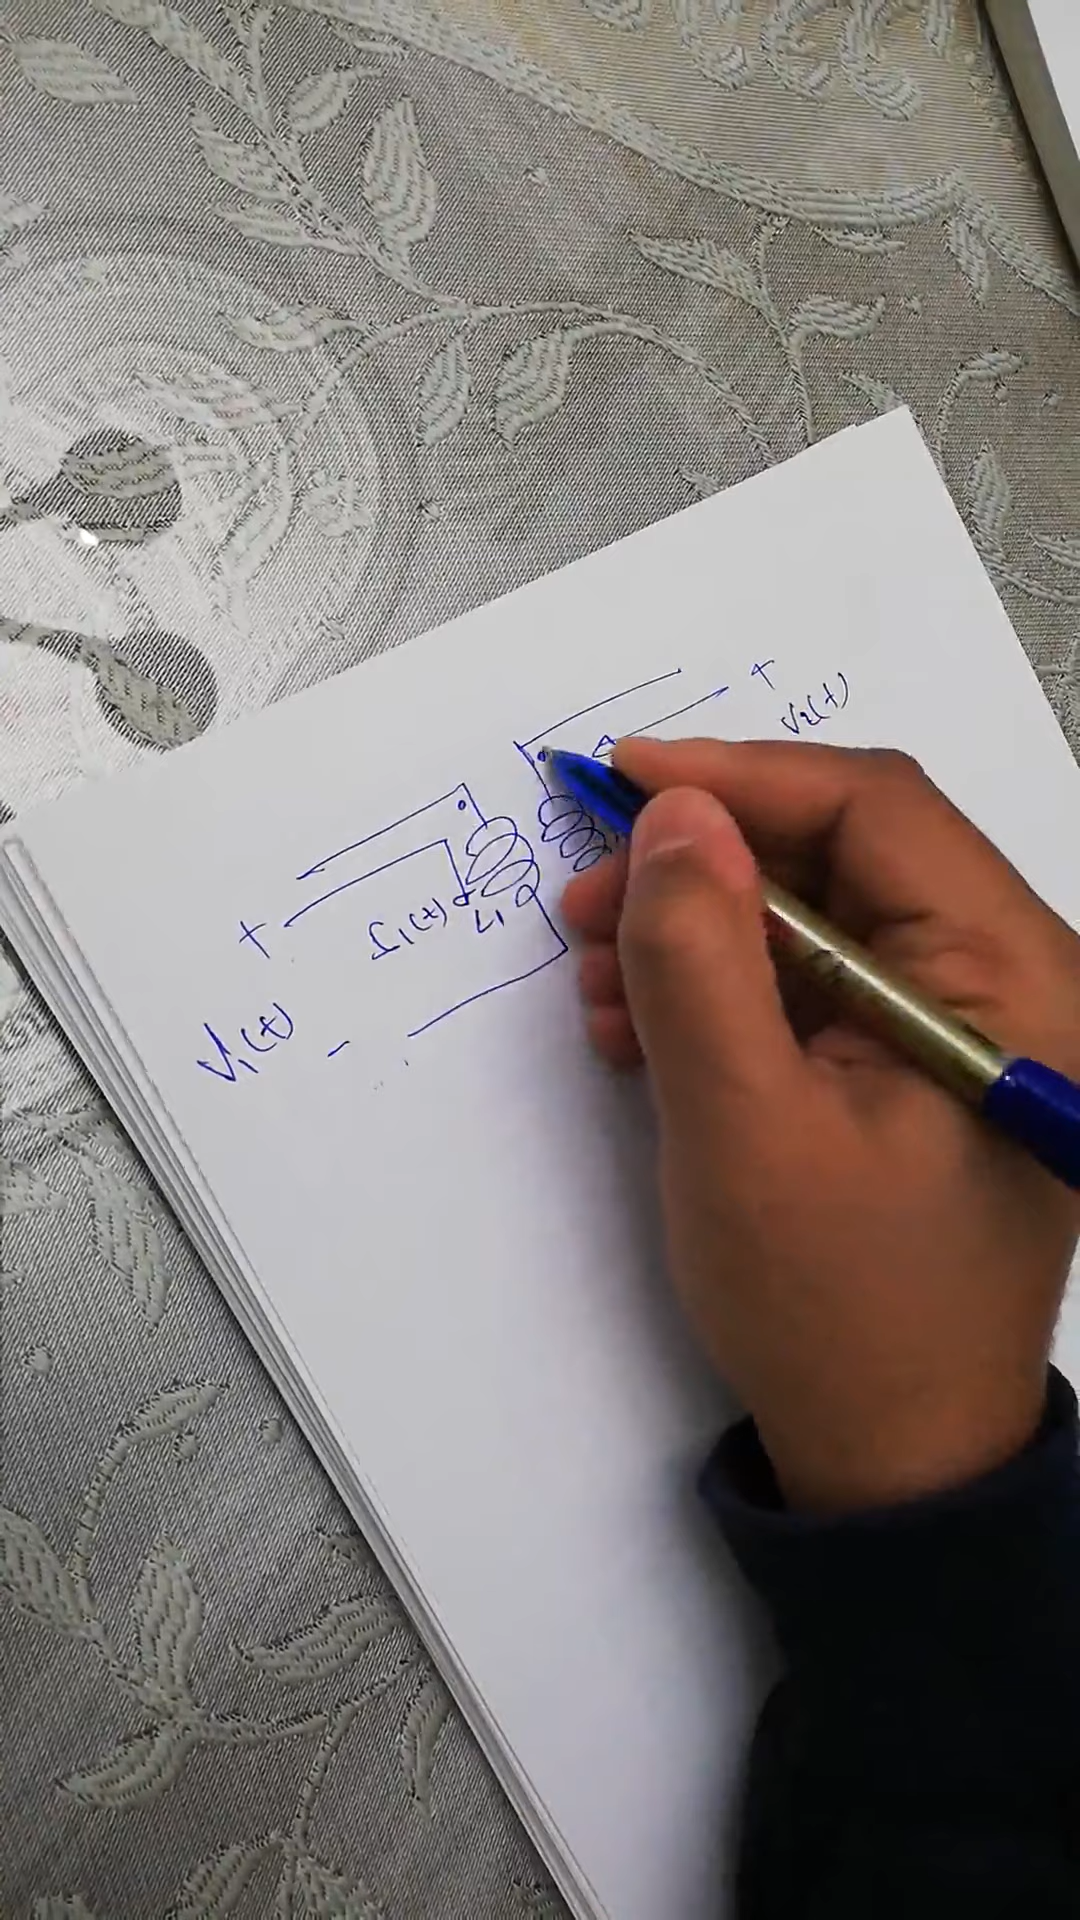 + V2(t)
+ I1(t) L1
V1(t) -